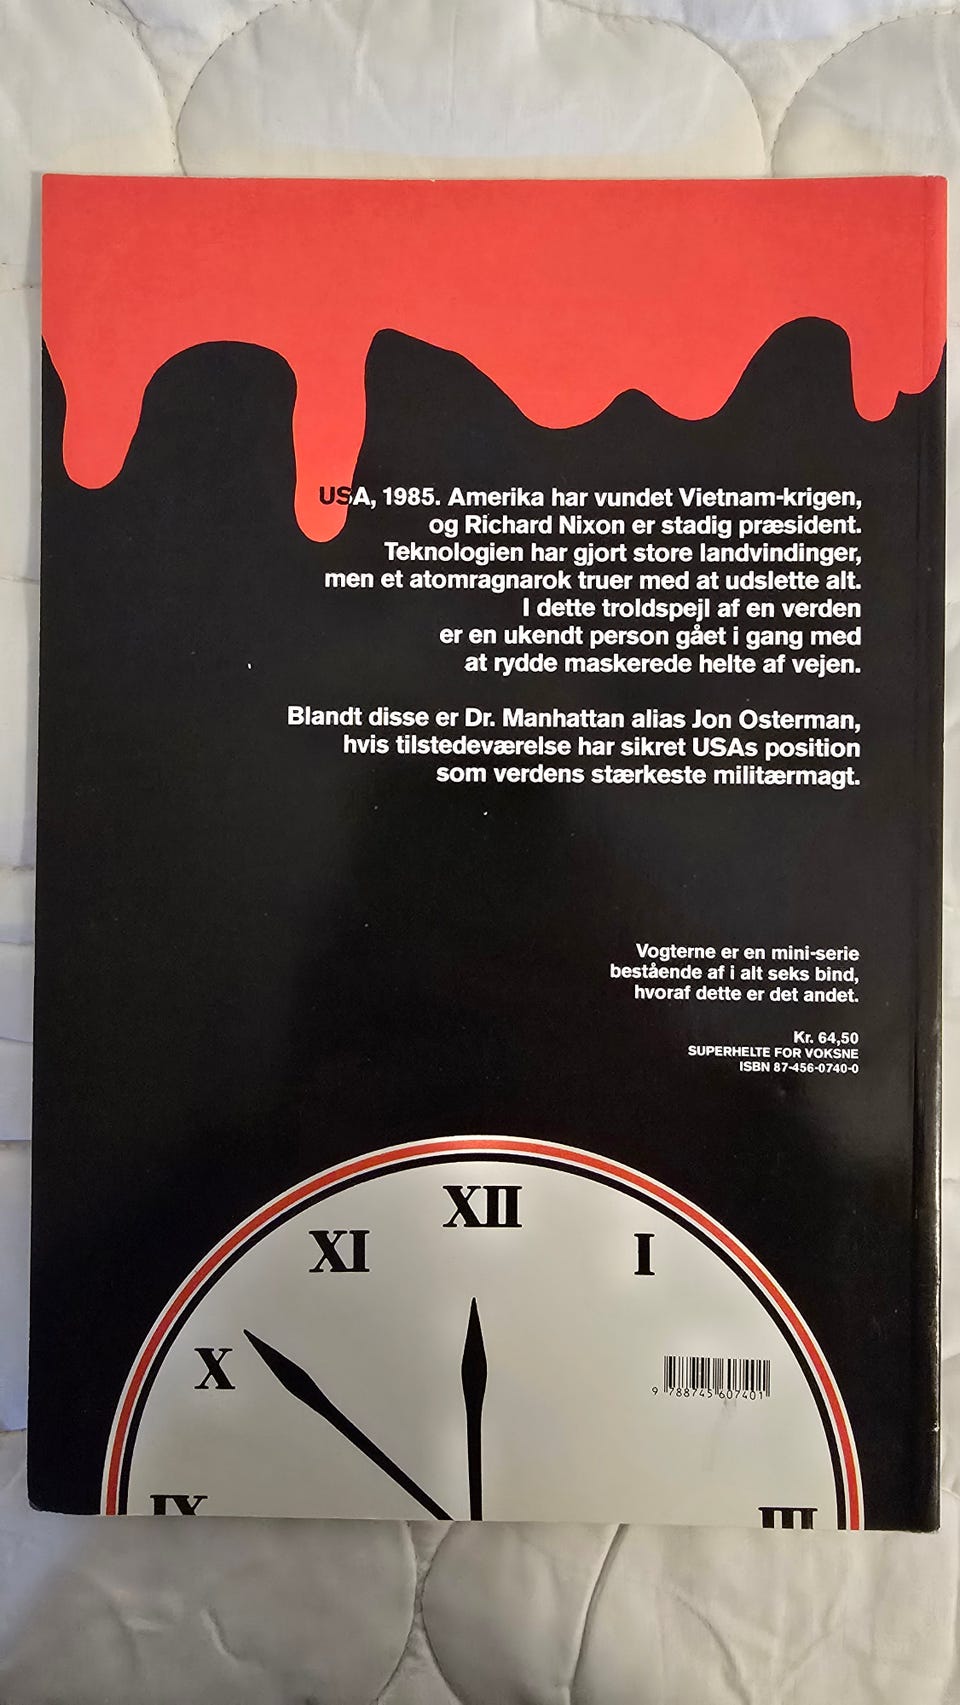 USA, 1985. Amerika har vundet Vietnam-krigen,
og Richard Nixon er stadig præsident.
Teknologien har gjort store landvindinger,
men et atomragnarok truer med at udslette alt.
I dette troldspejl af en verden
er en ukendt person gået i gang med
at rydde maskerede helte af vejen.
Blandt disse er Dr. Manhattan alias Jon Osterman,
hvis tilstedeværelse har sikret USAs position
som verdens stærkeste militærmagt.
Vogterne er en mini-serie
bestående af i alt seks bind,
hvoraf dette er det andet.
Kr. 64,50
SUPERHELTE FOR VOKSNE
ISBN 87-456-0740-0
XII
XI
I
X
9 788745 607401
IX
III